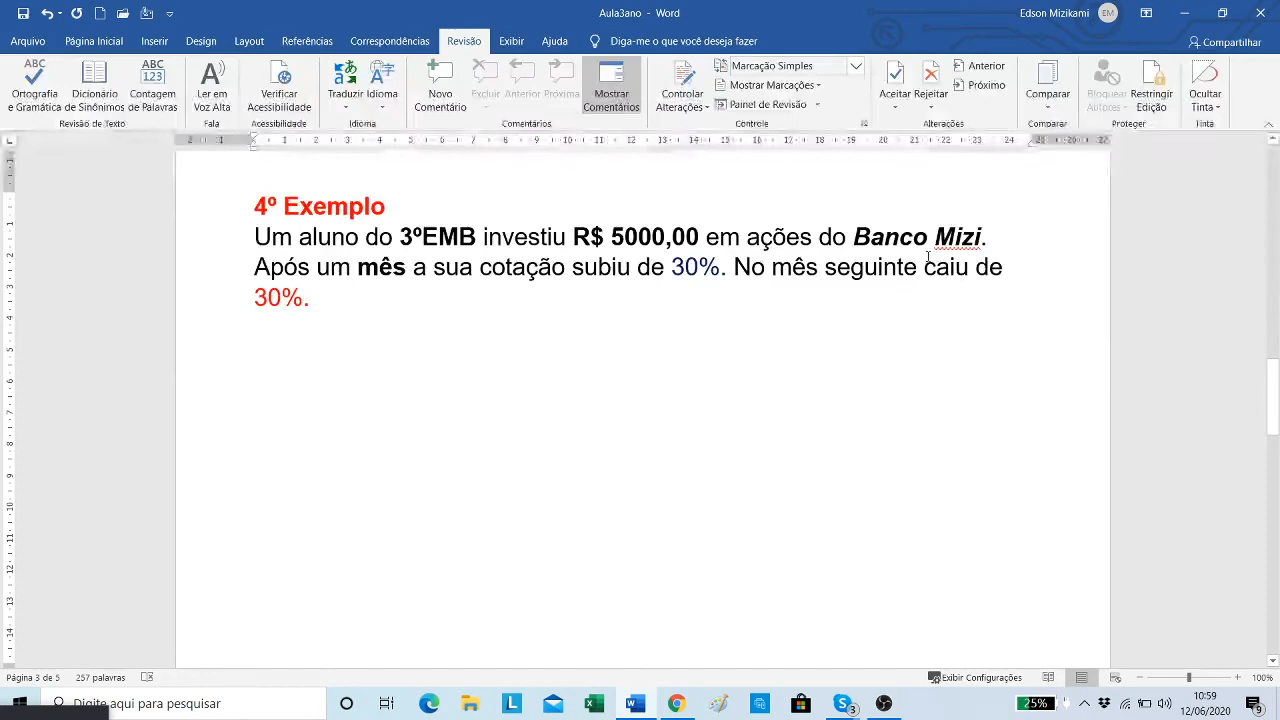 Aula3ano - Word
Edson Mizikami EM
Arquivo Página Inicial Inserir Design Layout Referências Correspondências Revisão Exibir Ajuda Diga-me o que você deseja fazer Compartilhar
ABC ABC 123
Ortografia e Gramática
Dicionário de Sinônimos
Contagem de Palavras
Revisão de Texto
Ler em Voz Alta
Fala
Verificar Acessibilidade
Acessibilidade
Traduzir Idioma
Idioma
Novo Comentário
Excluir Anterior Próximo
Mostrar Comentários
Comentários
Controlar Alterações
Marcação Simples
Mostrar Marcações
Painel de Revisão
Controle
Aceitar Rejeitar
Anterior
Próximo
Alterações
Comparar
Comparar
Bloquear Autores
Restringir Edição
Proteger
Ocultar Tinta
Tinta
4º Exemplo
Um aluno do 3ºEMB investiu R$ 5000,00 em ações do Banco Mizi.
Após um mês a sua cotação subiu de 30%. No mês seguinte caiu de
30%.
Página 3 de 5 257 palavras Exibir Configurações 100%
Digite aqui para pesquisar 25% 10:59
12/06/2020